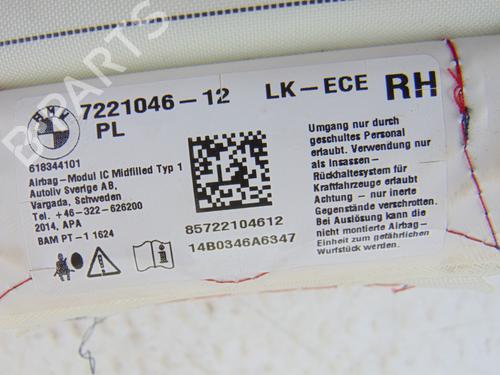 B-PARTS
BMW
7221046-12 LK-ECE RH
PL
618344101
Airbag-Modul IC Midfilled Typ 1
Autoliv Sverige AB,
Vargada, Schweden
Tel. +46-322-626200
2014, APA
BAM PT-1 1624
85722104612
14B0346A6347
Umgang nur durch
geschultes Personal
erlaubt. Verwendung nur
als Insassen-
Rückhaltesystem für
Kraftfahrzeuge erlaubt
Achtung - nur inerte
Gegenstände verschrotten.
Bei Auslösung kann die
nicht montierte Airbag-
Einheit zum gefährlichen
Wurfstück werden.